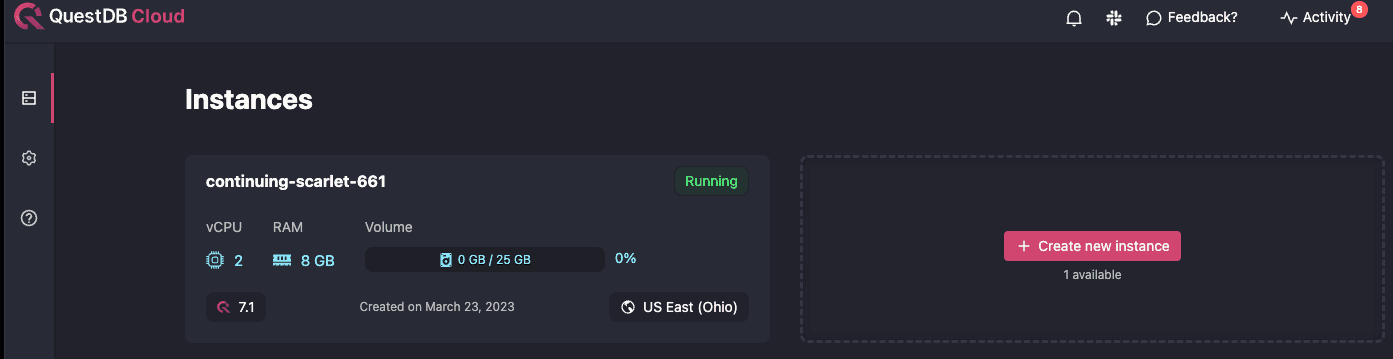 QuestDB Cloud
Feedback?
Activity
8
Instances
continuing-scarlet-661
Running
vCPU
RAM
Volume
2
8 GB
0 GB / 25 GB
0%
7.1
Created on March 23, 2023
US East (Ohio)
+ Create new instance
1 available